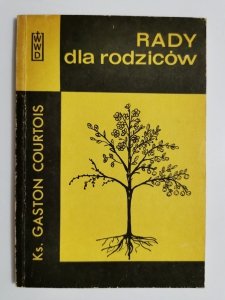 WWD
RADY
dla rodziców
Ks. GASTON COURTOIS